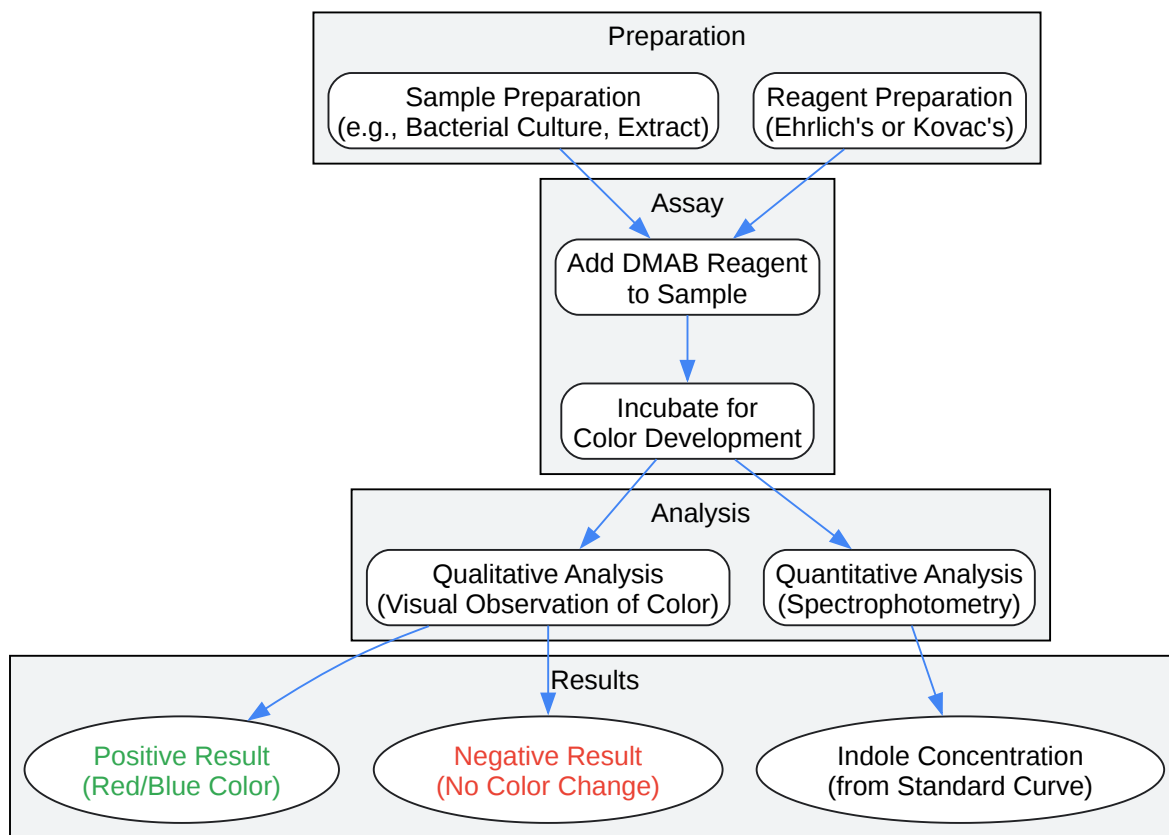 Preparation
Sample Preparation
(e.g., Bacterial Culture, Extract)
Reagent Preparation
(Ehrlich's or Kovac's)
Assay
Add DMAB Reagent
to Sample
Incubate for
Color Development
Analysis
Qualitative Analysis
(Visual Observation of Color)
Quantitative Analysis
(Spectrophotometry)
Results
Positive Result
(Red/Blue Color)
Negative Result
(No Color Change)
Indole Concentration
(from Standard Curve)